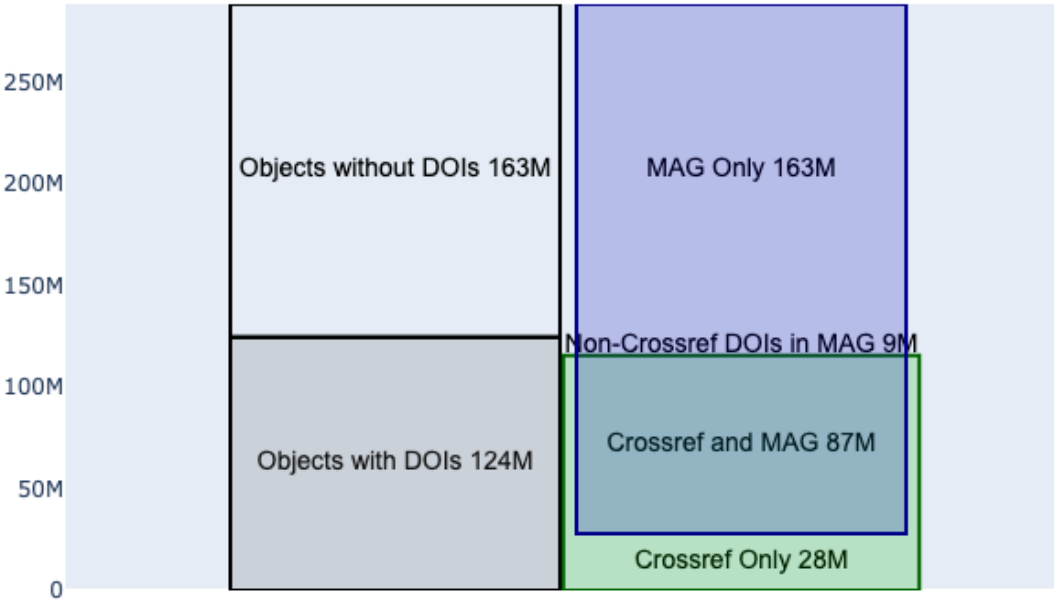 250M
Objects without DOIs 163M
MAG Only 163M
200M
150M
Non-Crossref DOIs in MAG 9M
100M
Crossref and MAG 87M
Objects with DOIs 124M
50M
Crossref Only 28M
0